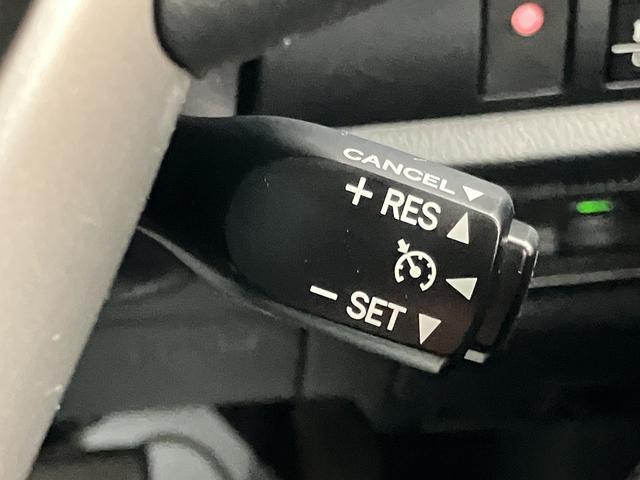 CANCEL ▼
+ RES ▲
◀
− SET ▼